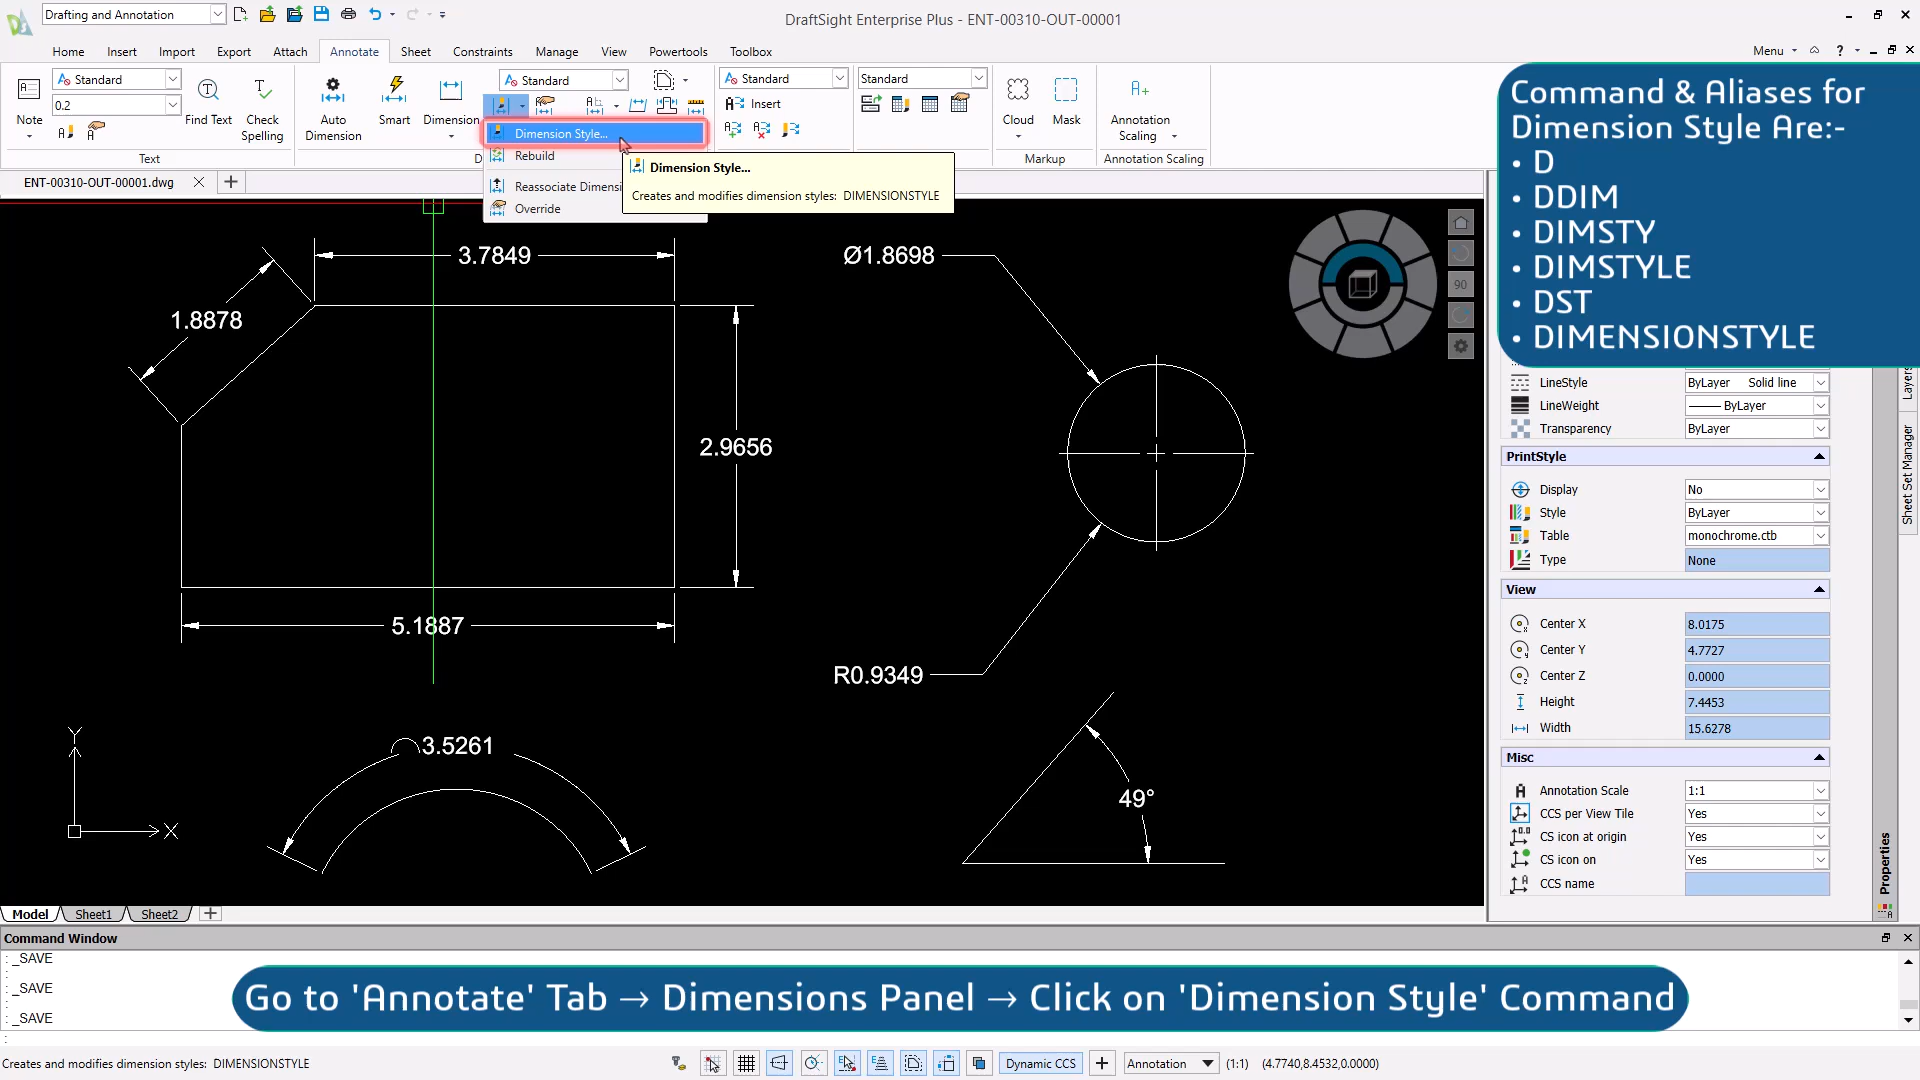 Drafting and Annotation
DraftSight Enterprise Plus - ENT-00310-OUT-00001
Home Insert Import Export Attach Annotate Sheet Constraints Manage View Powertools Toolbox
Menu
Standard
0.2
Note
Find Text
Check Spelling
Text
Auto Dimension
Smart
Dimension
Standard
Standard
Insert
Standard
Cloud
Mask
Markup
Annotation Scaling
Annotation Scaling
Dimension Style...
Rebuild
Reassociate Dimensi
Override
Dimension Style...
Creates and modifies dimension styles: DIMENSIONSTYLE
ENT-00310-OUT-00001.dwg
Command & Aliases for
Dimension Style Are:-
• D
• DDIM
• DIMSTY
• DIMSTYLE
• DST
• DIMENSIONSTYLE
3.7849
1.8878
2.9656
5.1887
Ø1.8698
R0.9349
3.5261
49°
Y
X
90
LineStyle ByLayer Solid line
LineWeight ByLayer
Transparency ByLayer
PrintStyle
Display No
Style ByLayer
Table monochrome.ctb
Type None
View
Center X 8.0175
Center Y 4.7727
Center Z 0.0000
Height 7.4453
Width 15.6278
Misc
Annotation Scale 1:1
CCS per View Tile Yes
CS icon at origin Yes
CS icon on Yes
CCS name
Layers
Sheet Set Manager
Properties
Model Sheet1 Sheet2
Command Window
: _SAVE
:
: _SAVE
:
: _SAVE
:
Go to 'Annotate' Tab → Dimensions Panel → Click on 'Dimension Style' Command
Creates and modifies dimension styles: DIMENSIONSTYLE
Dynamic CCS
Annotation
(1:1)
(4.7740,8.4532,0.0000)